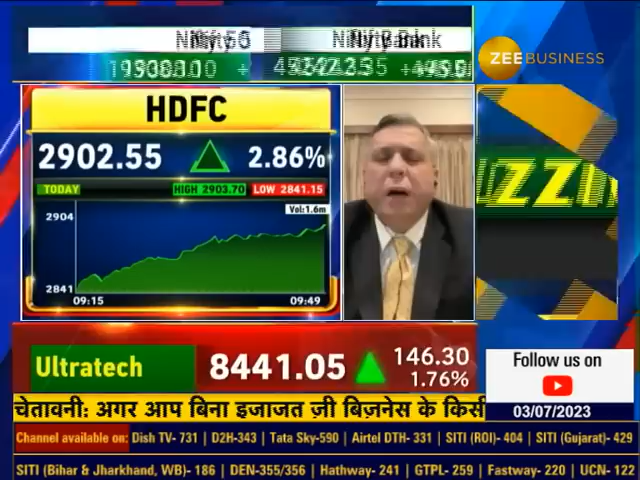 ZEE BUSINESS
HDFC
2902.55 2.86%
TODAY HIGH 2903.70 LOW 2841.15
Vol:1.6m
2904
2841
09:15 09:49
Ultratech 8441.05 146.30
1.76%
Follow us on
03/07/2023
चेतावनी: अगर आप बिना इजाजत ज़ी बिज़नेस के किसी
Channel available on: Dish TV- 731 | D2H-343 | Tata Sky-590 | Airtel DTH- 331 | SITI (ROI)- 404 | SITI (Gujarat)- 429
SITI (Bihar & Jharkhand, WB)- 186 | DEN-355/356 | Hathway- 241 | GTPL- 259 | Fastway- 220 | UCN- 122